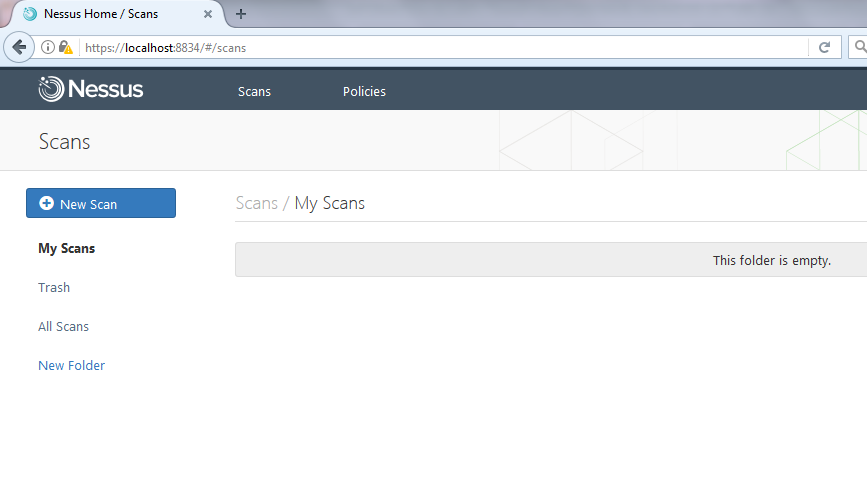 Nessus Home / Scans
https://localhost:8834/#/scans
Nessus
Scans
Policies
Scans
New Scan
My Scans
Trash
All Scans
New Folder
Scans / My Scans
This folder is empty.